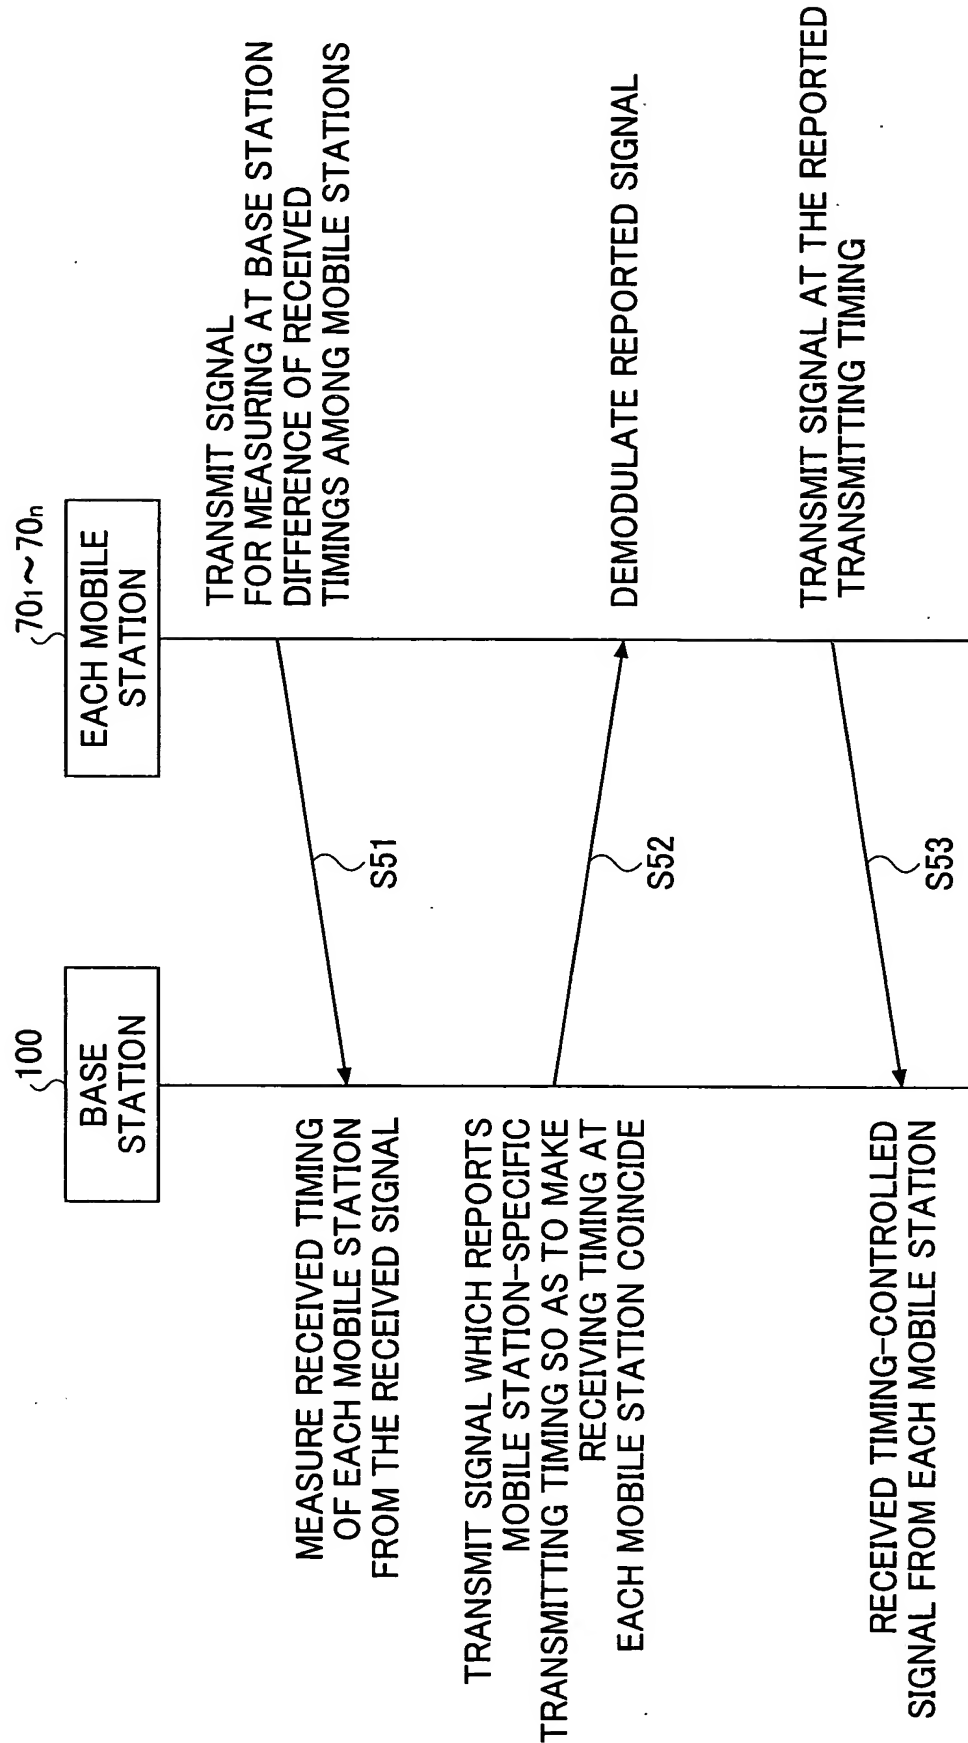 100
BASE
STATION
70₁~70ₙ
EACH MOBILE
STATION
TRANSMIT SIGNAL
FOR MEASURING AT BASE STATION
DIFFERENCE OF RECEIVED
TIMINGS AMONG MOBILE STATIONS
S51
MEASURE RECEIVED TIMING
OF EACH MOBILE STATION
FROM THE RECEIVED SIGNAL
TRANSMIT SIGNAL WHICH REPORTS
MOBILE STATION-SPECIFIC
TRANSMITTING TIMING SO AS TO MAKE
RECEIVING TIMING AT
EACH MOBILE STATION COINCIDE
S52
DEMODULATE REPORTED SIGNAL
TRANSMIT SIGNAL AT THE REPORTED
TRANSMITTING TIMING
S53
RECEIVED TIMING-CONTROLLED
SIGNAL FROM EACH MOBILE STATION